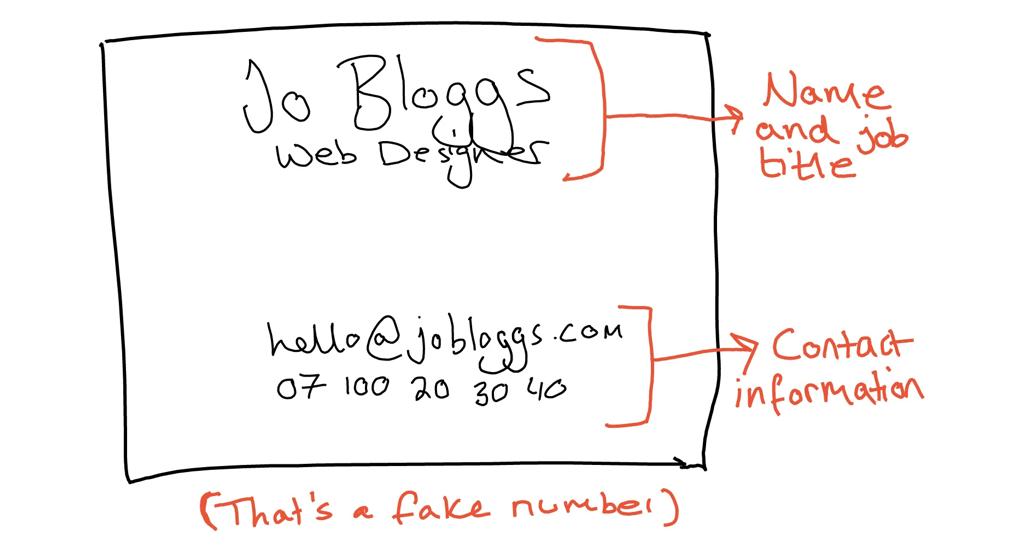 Jo Bloggs
Web Designer
Name
and job
title
hello@jobloggs.com
07 100 20 30 40
Contact
information
(That's a fake number)